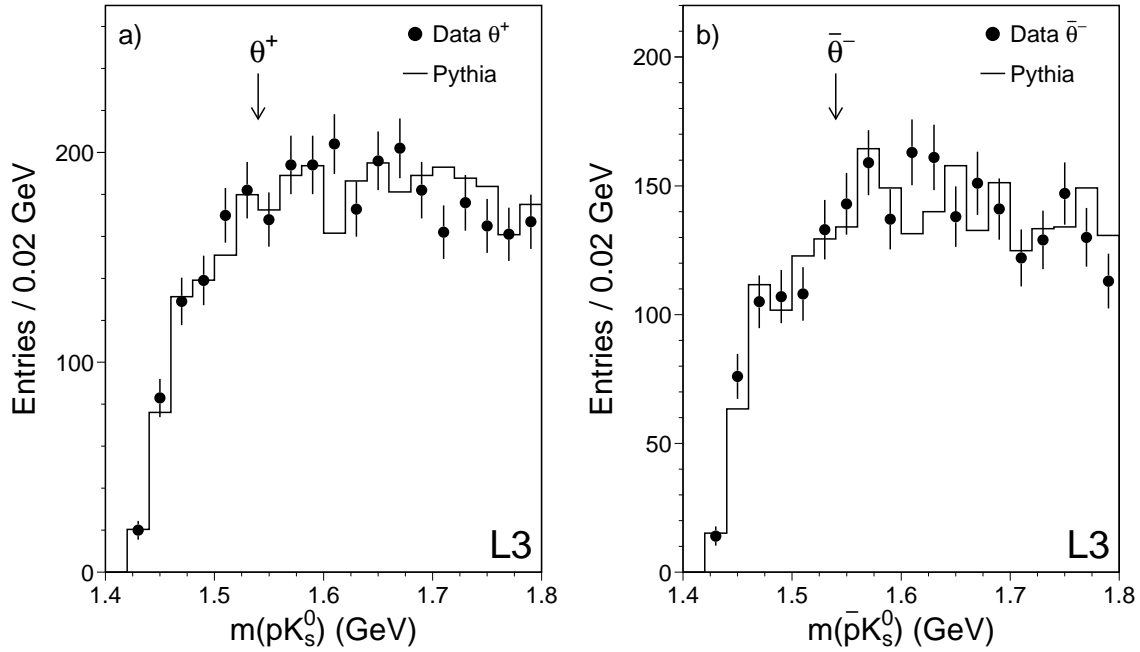 a)
θ⁺
Data θ⁺
Pythia
200
100
0
Entries / 0.02 GeV
L3
1.4 1.5 1.6 1.7 1.8
m(pK⁰ₛ) (GeV)
b)
θ̄⁻
Data θ̄⁻
Pythia
200
150
100
50
0
Entries / 0.02 GeV
L3
1.4 1.5 1.6 1.7 1.8
m(p̄K⁰ₛ) (GeV)